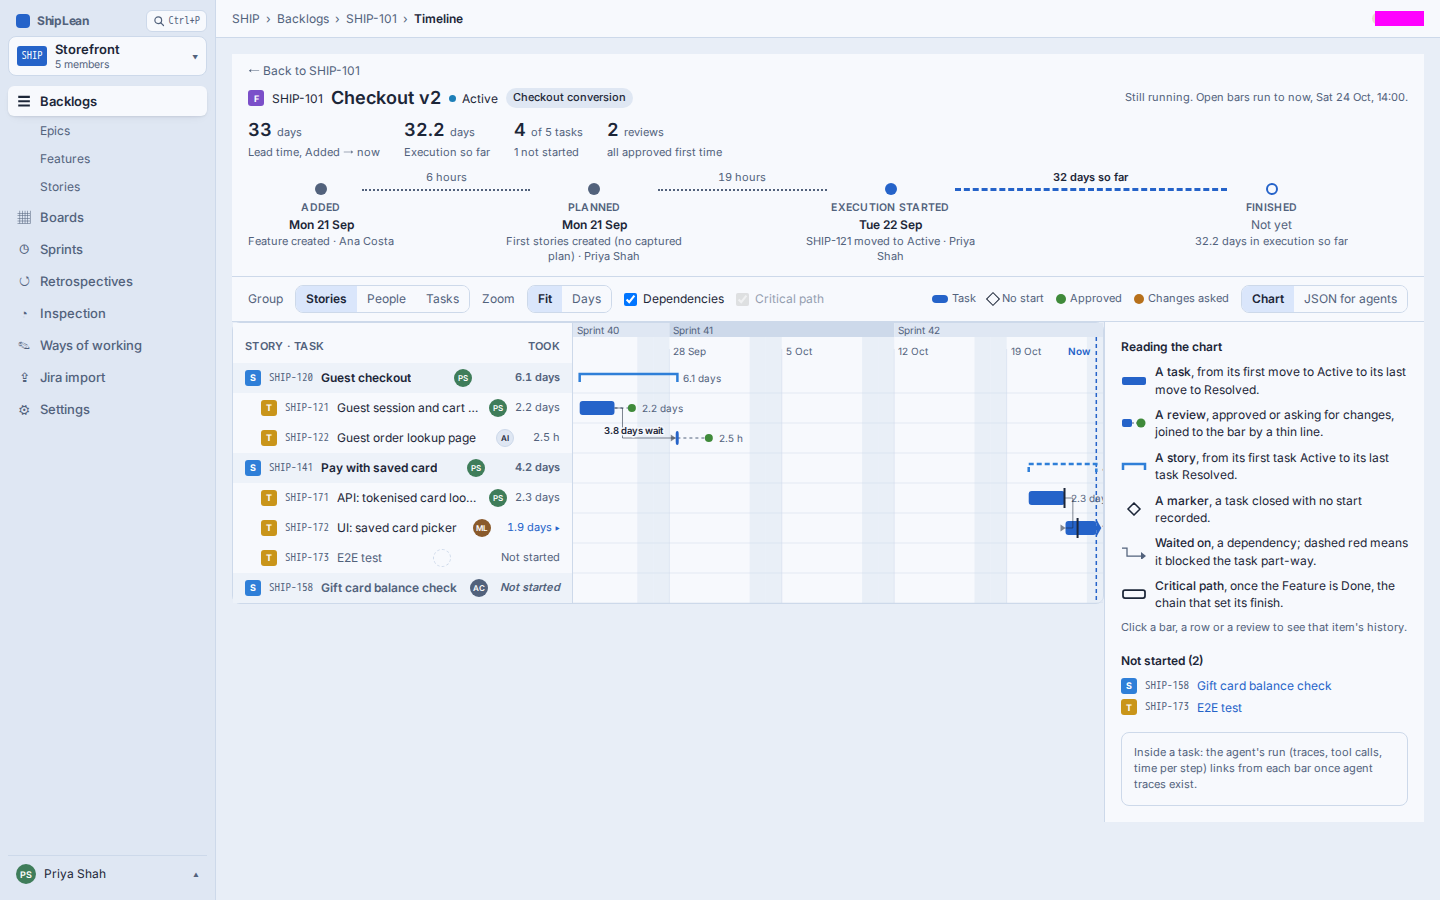 ShipLean
Ctrl+P
SHIP
Storefront
5 members
Backlogs
Epics
Features
Stories
Boards
Sprints
Retrospectives
Inspection
Ways of working
Jira import
Settings
PS Priya Shah
SHIP › Backlogs › SHIP-101 › Timeline
← Back to SHIP-101
F SHIP-101 Checkout v2 Active Checkout conversion
Still running. Open bars run to now, Sat 24 Oct, 14:00.
33 days
Lead time, Added → now
32.2 days
Execution so far
4 of 5 tasks
1 not started
2 reviews
all approved first time
6 hours
19 hours
32 days so far
ADDED
Mon 21 Sep
Feature created · Ana Costa
PLANNED
Mon 21 Sep
First stories created (no captured
plan) · Priya Shah
EXECUTION STARTED
Tue 22 Sep
SHIP-121 moved to Active · Priya
Shah
FINISHED
Not yet
32.2 days in execution so far
Group Stories People Tasks Zoom Fit Days Dependencies Critical path
Task No start Approved Changes asked Chart JSON for agents
STORY · TASK TOOK
Sprint 40 Sprint 41 Sprint 42
28 Sep 5 Oct 12 Oct 19 Oct Now
S SHIP-120 Guest checkout PS 6.1 days
6.1 days
T SHIP-121 Guest session and cart ... PS 2.2 days
2.2 days
3.8 days wait
T SHIP-122 Guest order lookup page AI 2.5 h
2.5 h
S SHIP-141 Pay with saved card PS 4.2 days
T SHIP-171 API: tokenised card loo... PS 2.3 days
2.3 day
T SHIP-172 UI: saved card picker ML 1.9 days ▸
T SHIP-173 E2E test Not started
S SHIP-158 Gift card balance check AC Not started
Reading the chart
A task, from its first move to Active to its last
move to Resolved.
A review, approved or asking for changes,
joined to the bar by a thin line.
A story, from its first task Active to its last
task Resolved.
A marker, a task closed with no start
recorded.
Waited on, a dependency; dashed red means
it blocked the task part-way.
Critical path, once the Feature is Done, the
chain that set its finish.
Click a bar, a row or a review to see that item's history.
Not started (2)
S SHIP-158 Gift card balance check
T SHIP-173 E2E test
Inside a task: the agent's run (traces, tool calls,
time per step) links from each bar once agent
traces exist.